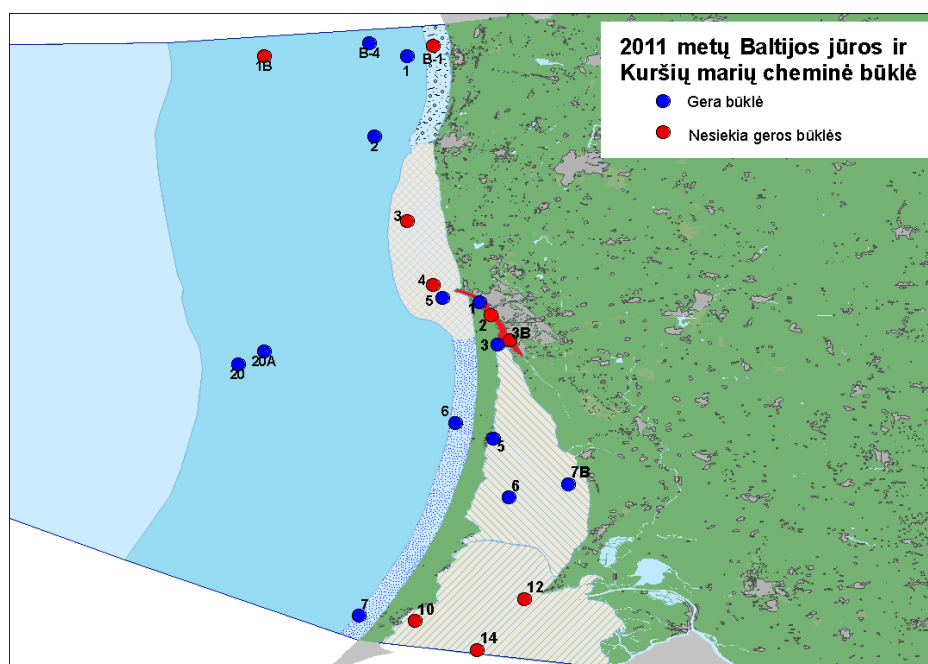 2011 metų Baltijos jūros ir
Kuršių marių cheminė būklė
Gera būklė
Nesiekia geros būklės
1B
B-4
1
B-1
2
3
4
5
1
2
3B
3
20
20A
6
5
7B
6
12
7
10
14